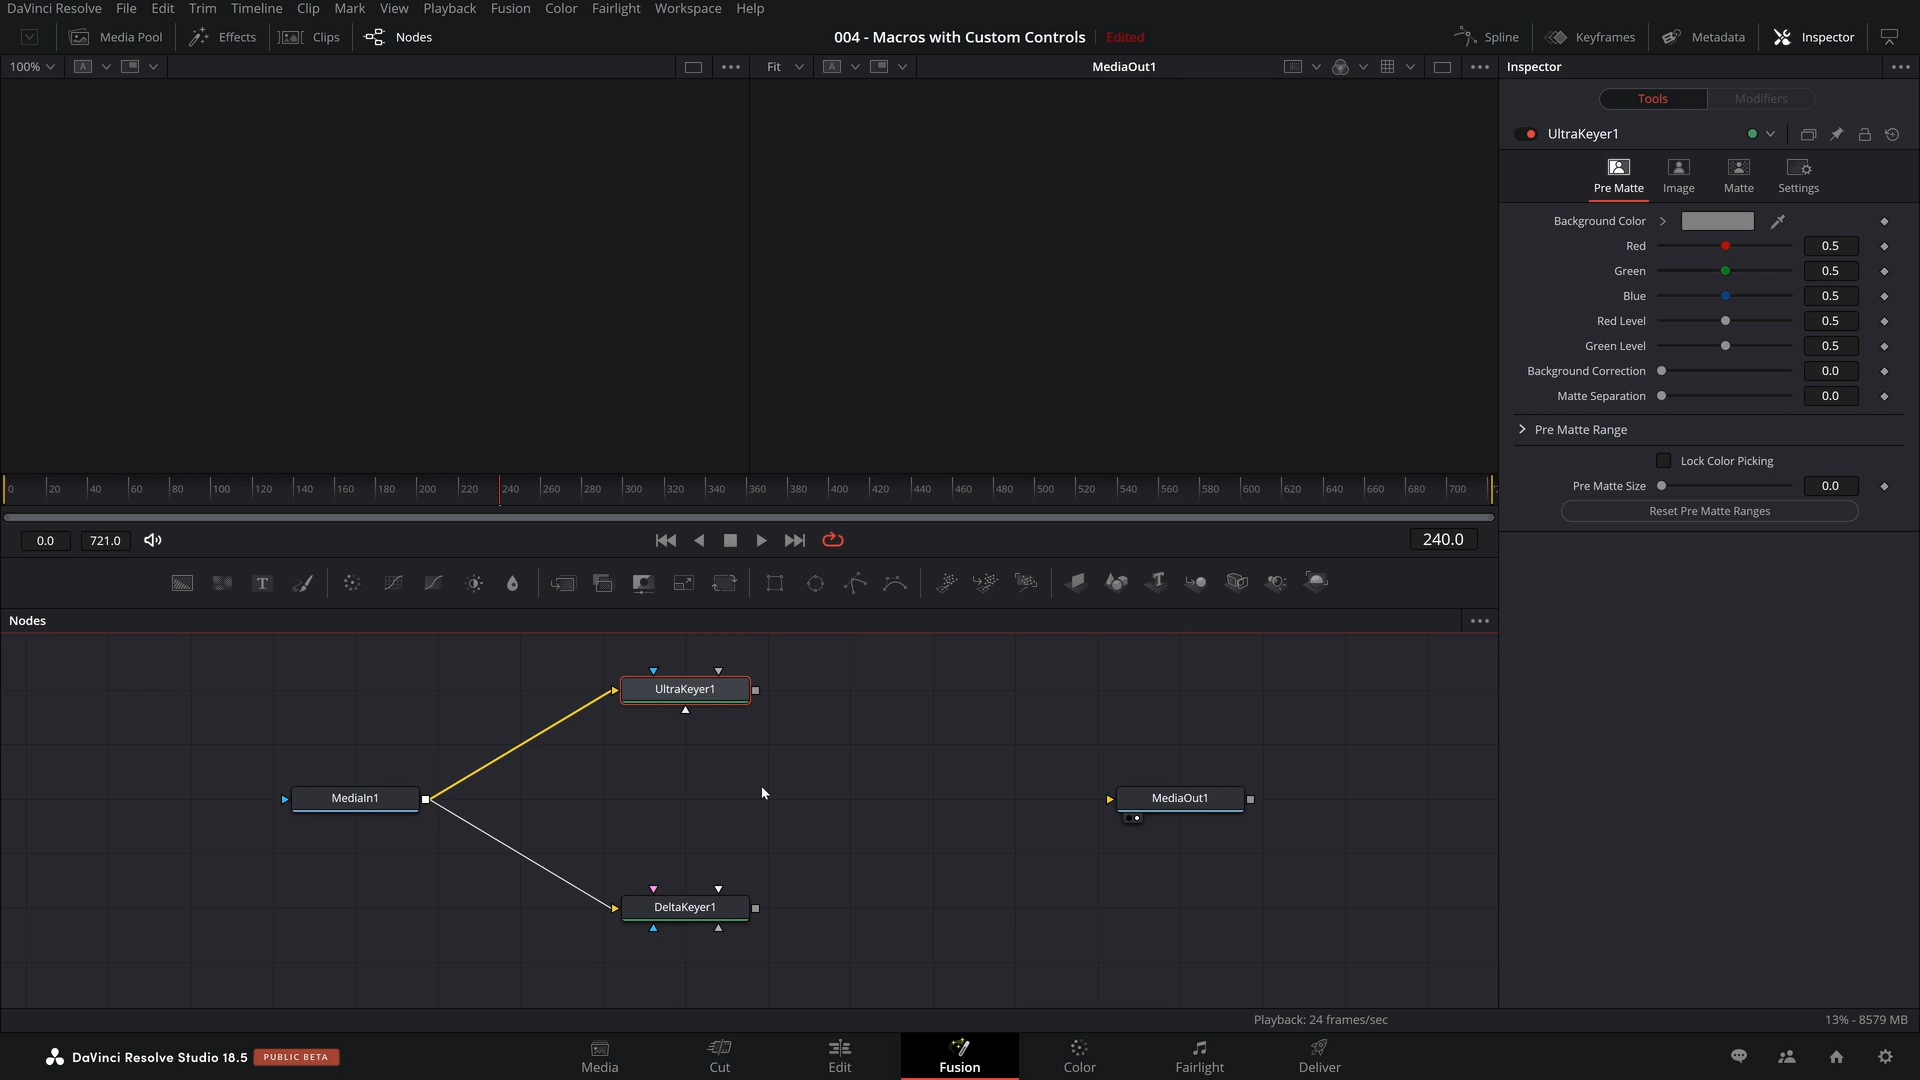 DaVinci Resolve File Edit Trim Timeline Clip Mark View Playback Fusion Color Fairlight Workspace Help
Media Pool Effects Clips Nodes 004 - Macros with Custom Controls Edited Spline Keyframes Metadata Inspector
100% A Fit A MediaOut1 Inspector
Tools Modifiers
UltraKeyer1
Pre Matte Image Matte Settings
Background Color
Red 0.5
Green 0.5
Blue 0.5
Red Level 0.5
Green Level 0.5
Background Correction 0.0
Matte Separation 0.0
Pre Matte Range
Lock Color Picking
Pre Matte Size 0.0
Reset Pre Matte Ranges
0 20 40 60 80 100 120 140 160 180 200 220 240 260 280 300 320 340 360 380 400 420 440 460 480 500 520 540 560 580 600 620 640 660 680 700
0.0 721.0 240.0
T T
Nodes
UltraKeyer1
MediaIn1 MediaOut1
DeltaKeyer1
Playback: 24 frames/sec 13% - 8579 MB
DaVinci Resolve Studio 18.5 PUBLIC BETA Media Cut Edit Fusion Color Fairlight Deliver